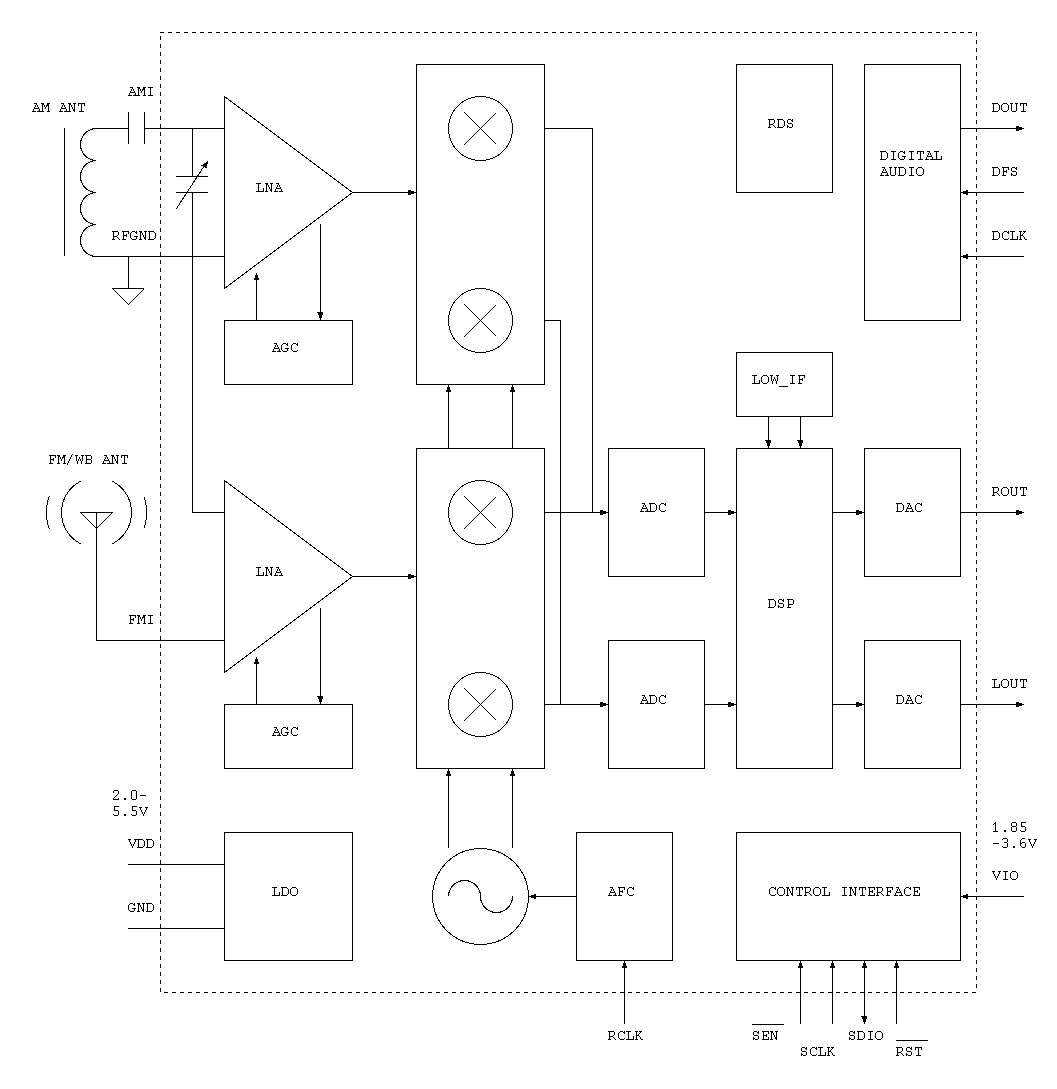 AMI
AM ANT
RFGND
LNA
AGC
RDS
DIGITAL
AUDIO
DOUT
DFS
DCLK
LOW_IF
FM/WB ANT
FMI
LNA
AGC
ADC
ADC
DSP
DAC
DAC
ROUT
LOUT
2.0-
5.5V
VDD
GND
LDO
AFC
RCLK
CONTROL INTERFACE
1.85
-3.6V
VIO
SEN
SCLK
SDIO
RST